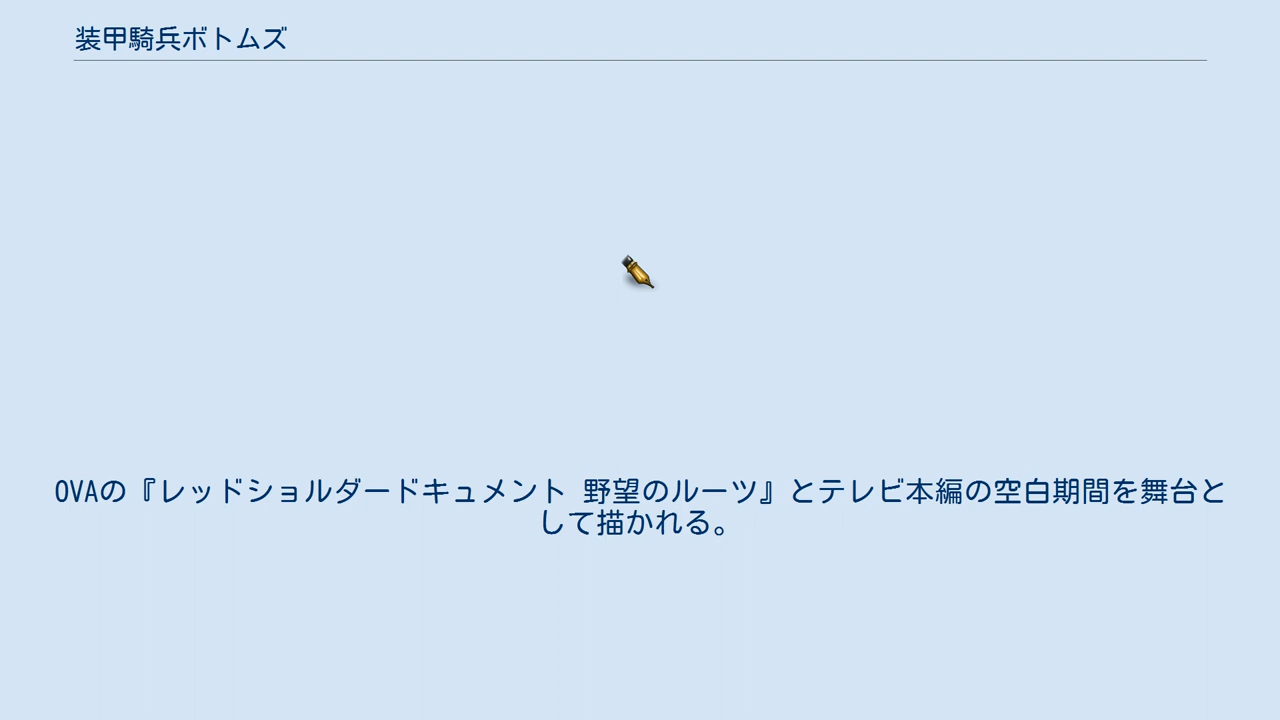 装甲騎兵ボトムズ
OVAの『レッドショルダードキュメント 野望のルーツ』とテレビ本編の空白期間を舞台と
して描かれる。